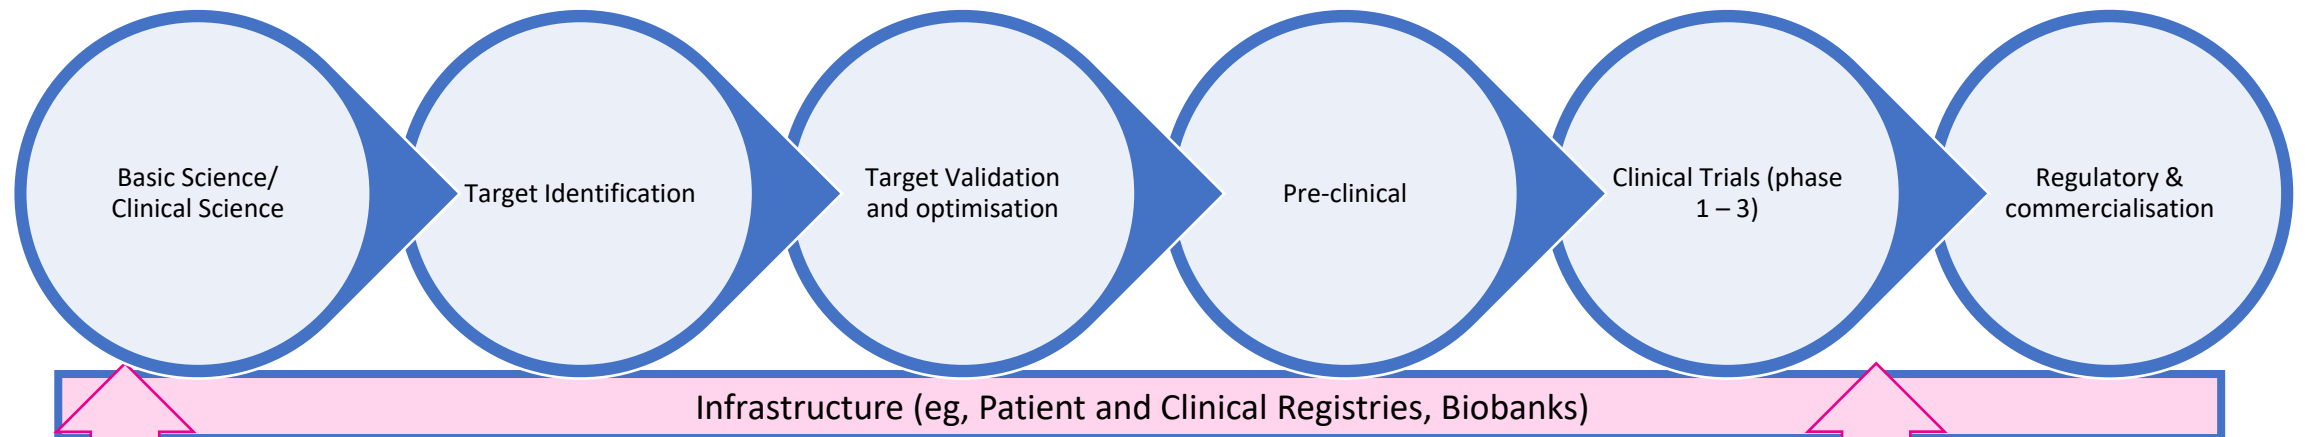 Basic Science/
Clinical Science
Target Identification
Target Validation
and optimisation
Pre-clinical
Clinical Trials (phase
1 – 3)
Regulatory &
commercialisation
Infrastructure (eg, Patient and Clinical Registries, Biobanks)